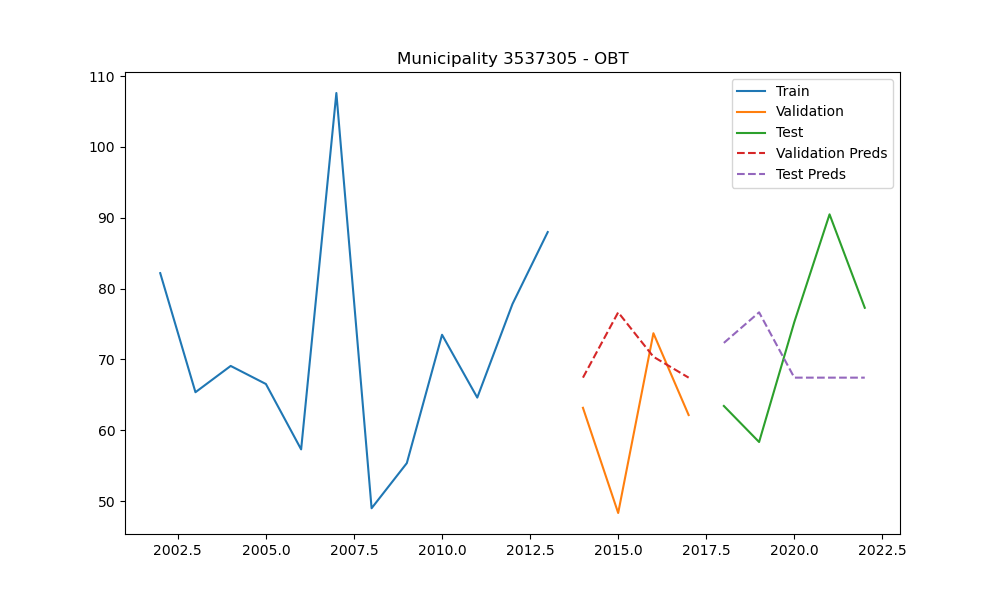 Municipality 3537305 - OBT
110
100
90
80
70
60
50
Train
Validation
Test
Validation Preds
Test Preds
2002.5 2005.0 2007.5 2010.0 2012.5 2015.0 2017.5 2020.0 2022.5